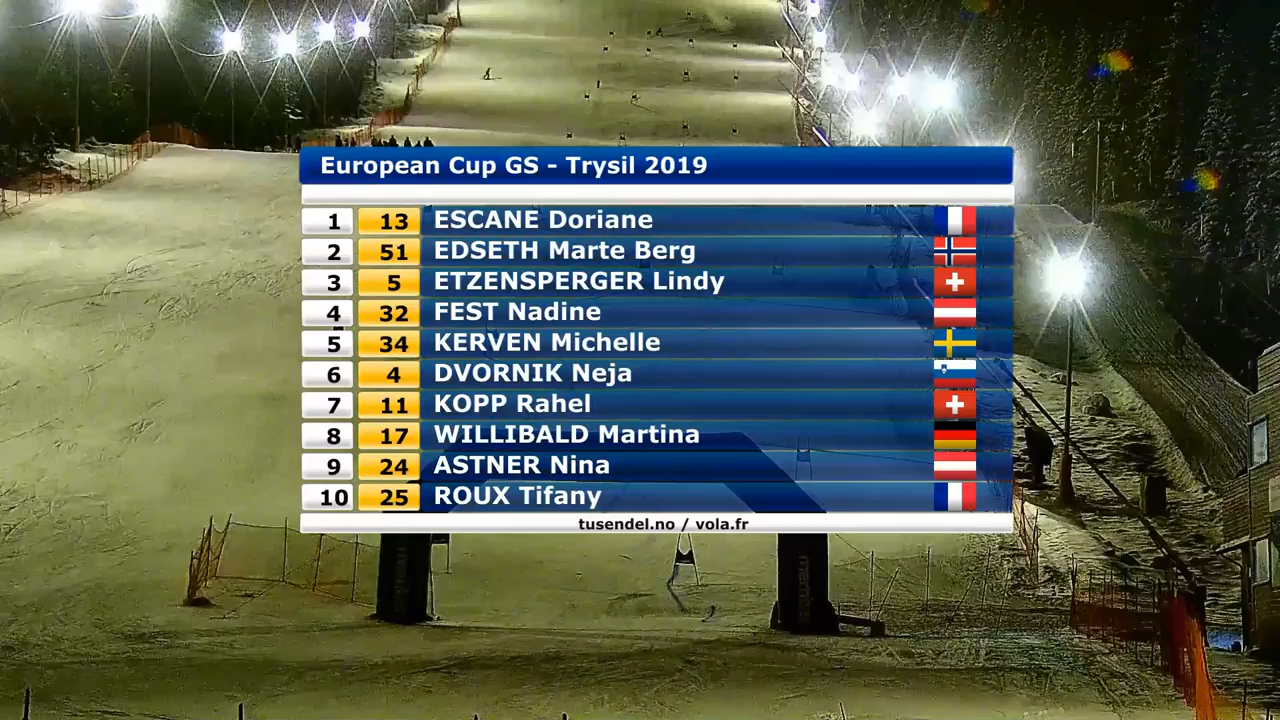 European Cup GS - Trysil 2019
1 13 ESCANE Doriane
2 51 EDSETH Marte Berg
3 5 ETZENSPERGER Lindy
4 32 FEST Nadine
5 34 KERVEN Michelle
6 4 DVORNIK Neja
7 11 KOPP Rahel
8 17 WILLIBALD Martina
9 24 ASTNER Nina
10 25 ROUX Tifany
tusendel.no / vola.fr